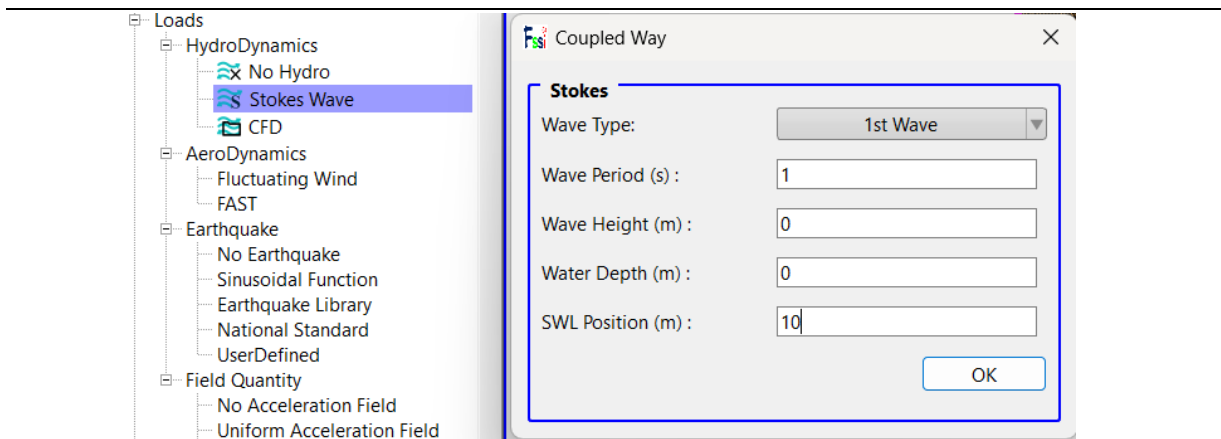 Loads
HydroDynamics
No Hydro
Stokes Wave
CFD
AeroDynamics
Fluctuating Wind
FAST
Earthquake
No Earthquake
Sinusoidal Function
Earthquake Library
National Standard
UserDefined
Field Quantity
No Acceleration Field
Uniform Acceleration Field
Fssi Coupled Way
Stokes
Wave Type: 1st Wave
Wave Period (s) : 1
Wave Height (m) : 0
Water Depth (m) : 0
SWL Position (m) : 10
OK